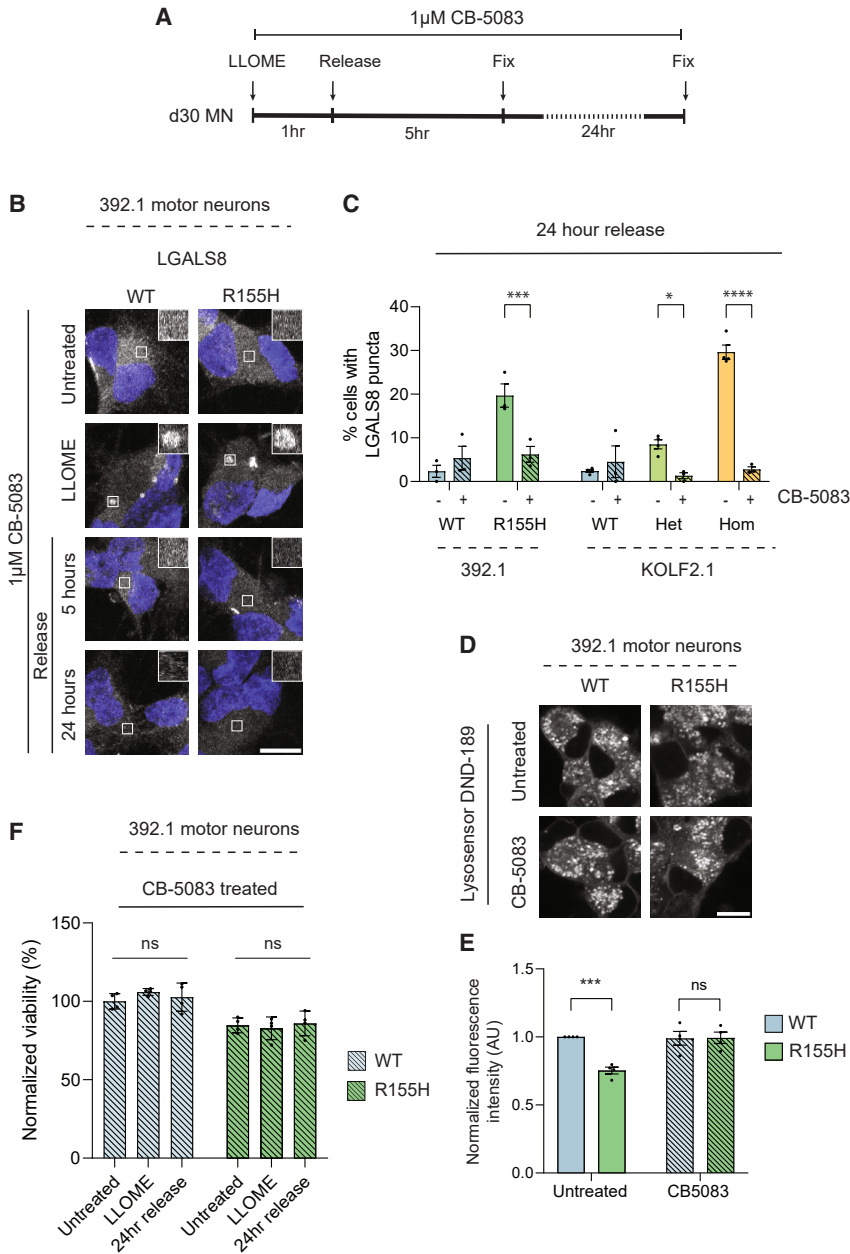 A
1µM CB-5083
LLOME Release Fix Fix
d30 MN
1hr 5hr 24hr
B
392.1 motor neurons
LGALS8
WT R155H
1µM CB-5083
Untreated
LLOME
Release
5 hours
24 hours
C
24 hour release
*** * ****
% cells with
LGALS8 puncta
40
30
20
10
0
- + - + - + - + - + CB-5083
WT R155H WT Het Hom
392.1 KOLF2.1
D
392.1 motor neurons
WT R155H
Lysosensor DND-189
Untreated
CB-5083
E
Normalized fluorescence
intensity (AU)
1.5
1.0
0.5
0.0
*** ns
Untreated CB5083
WT
R155H
F
392.1 motor neurons
CB-5083 treated
Normalized viability (%)
150
100
50
0
ns ns
Untreated LLOME 24hr release Untreated LLOME 24hr release
WT
R155H